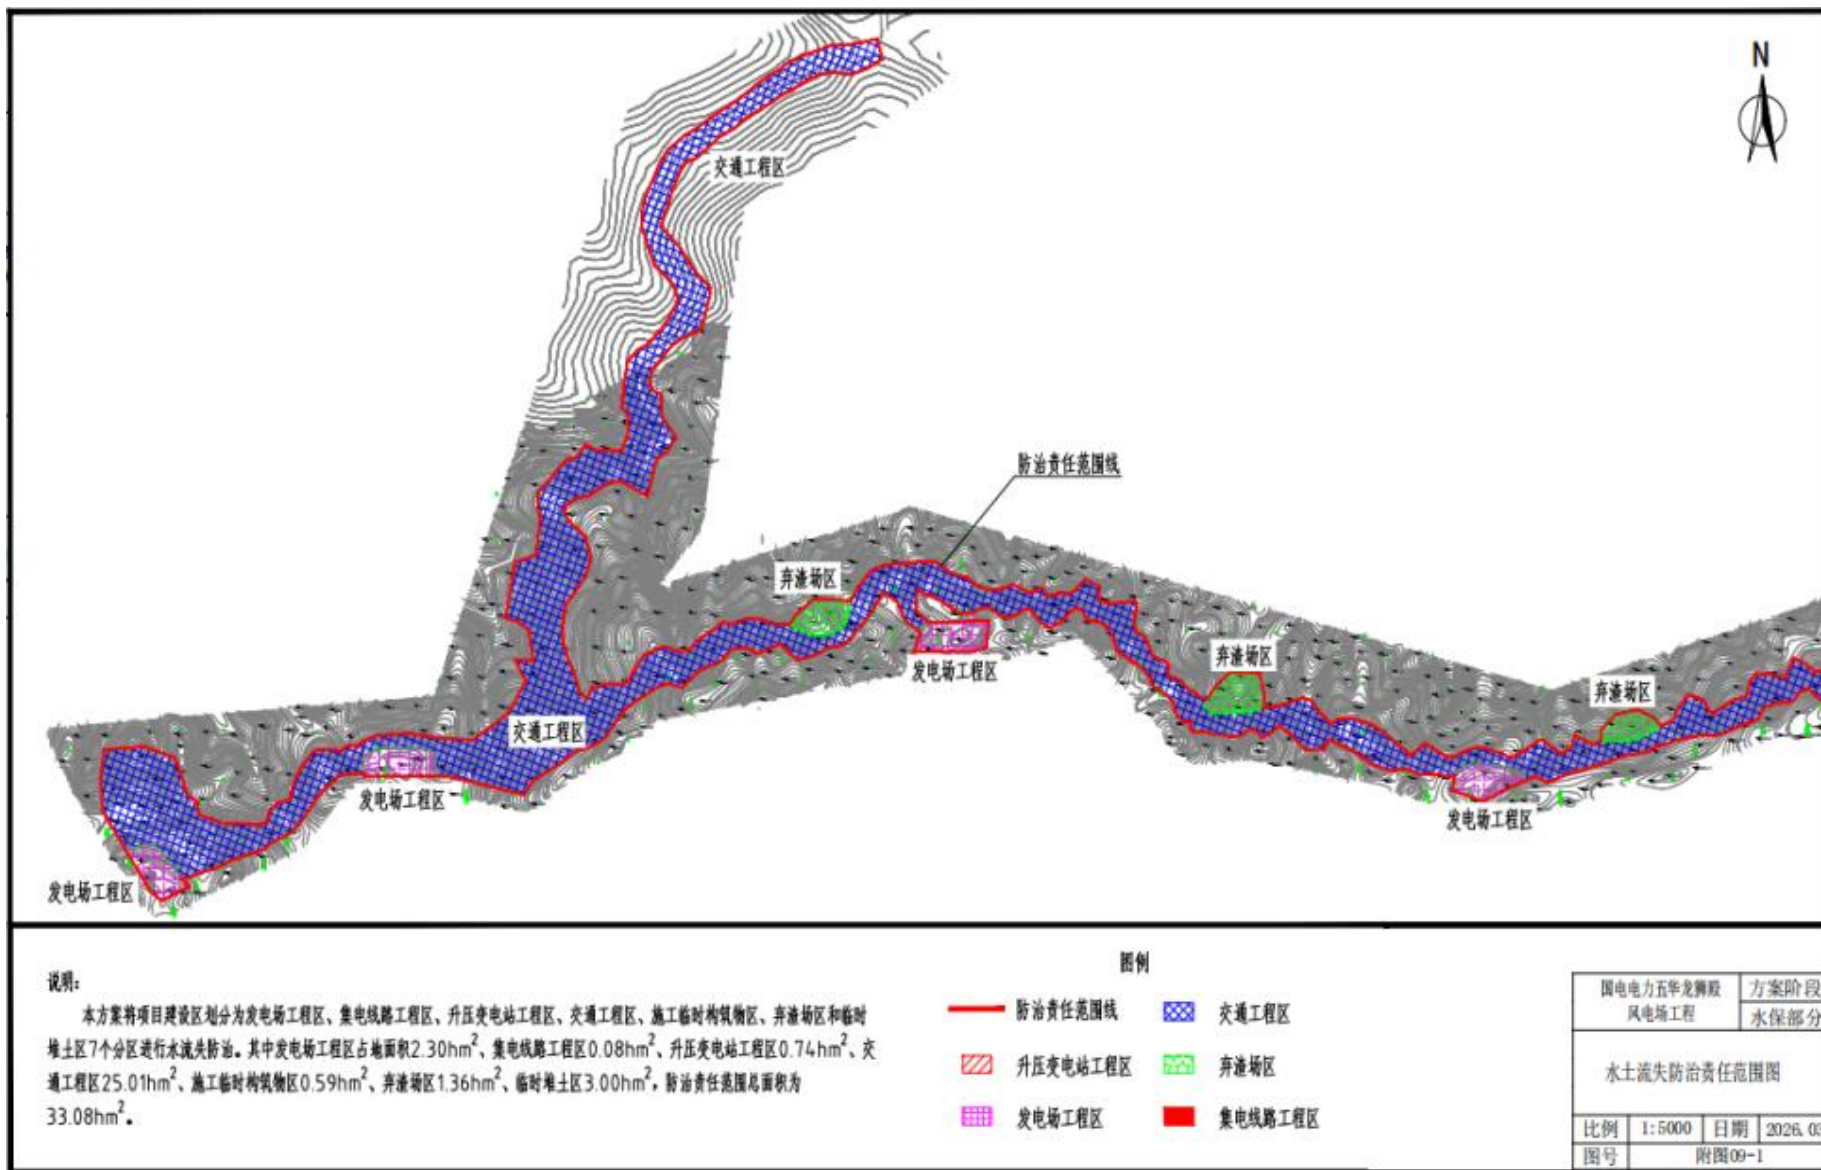 N
交通工程区
防治责任范围线
弃渣场区
发电场工程区
弃渣场区
弃渣场区
交通工程区
发电场工程区
发电场工程区
发电场工程区
说明:
本方案将项目建设区划分为发电场工程区、集电线路工程区、升压变电站工程区、交通工程区、施工临时构筑物区、弃渣场区和临时
堆土区7个分区进行水流失防治。其中发电场工程区占地面积2.30hm²、集电线路工程区0.08hm²、升压变电站工程区0.74hm²、交
通工程区25.01hm²、施工临时构筑物区0.59hm²、弃渣场区1.36hm²、临时堆土区3.00hm²,防治责任范围总面积为
33.08hm²。
图例
防治责任范围线
交通工程区
升压变电站工程区
弃渣场区
发电场工程区
集电线路工程区
国电电力五华龙狮殿
风电场工程
方案阶段
水保部分
水土流失防治责任范围图
比例 1:5000 日期 2026.03
图号 附图09-1